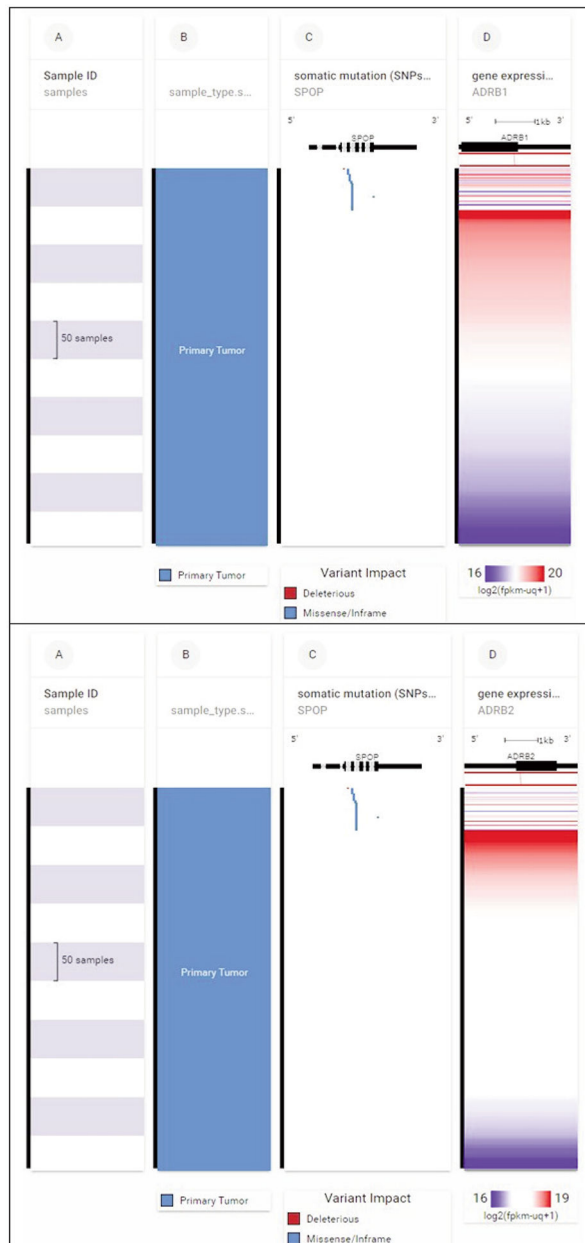 A
B
C
D
Sample ID
samples
sample_type.s...
somatic mutation (SNPs...
SPOP
gene expressi...
ADRB1
5'
3'
SPOP
5'
1kb
3'
ADRB1
50 samples
Primary Tumor
Primary Tumor
Variant Impact
Deleterious
Missense/Inframe
16
20
log2(fpkm-uq+1)
A
B
C
D
Sample ID
samples
sample_type.s...
somatic mutation (SNPs...
SPOP
gene expressi...
ADRB2
5'
3'
SPOP
5'
1kb
3'
ADRB2
50 samples
Primary Tumor
Primary Tumor
Variant Impact
Deleterious
Missense/Inframe
16
19
log2(fpkm-uq+1)